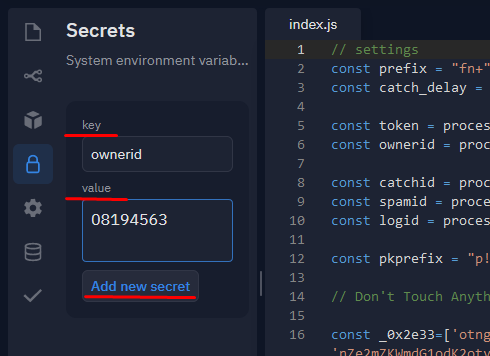 Secrets
System environment variab...
key
ownerid
value
08194563
Add new secret
index.js
1 // settings
2 const prefix = "fn+"
3 const catch_delay =
4
5 const token = proces
6 const ownerid = proc
7
8 const catchid = proc
9 const spamid = proce
10 const logid = proces
11
12 const pkprefix = "p!
13
14 // Don't Touch Anyth
15
16 const _0x2e33=['otng